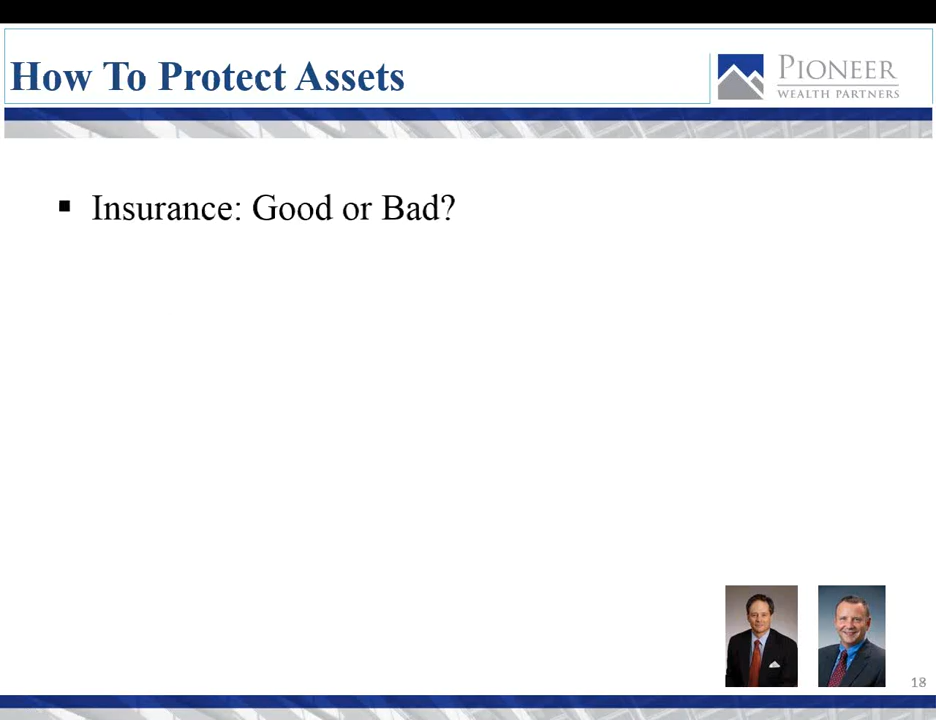 How To Protect Assets
PIONEER
WEALTH PARTNERS
▪ Insurance: Good or Bad?
18